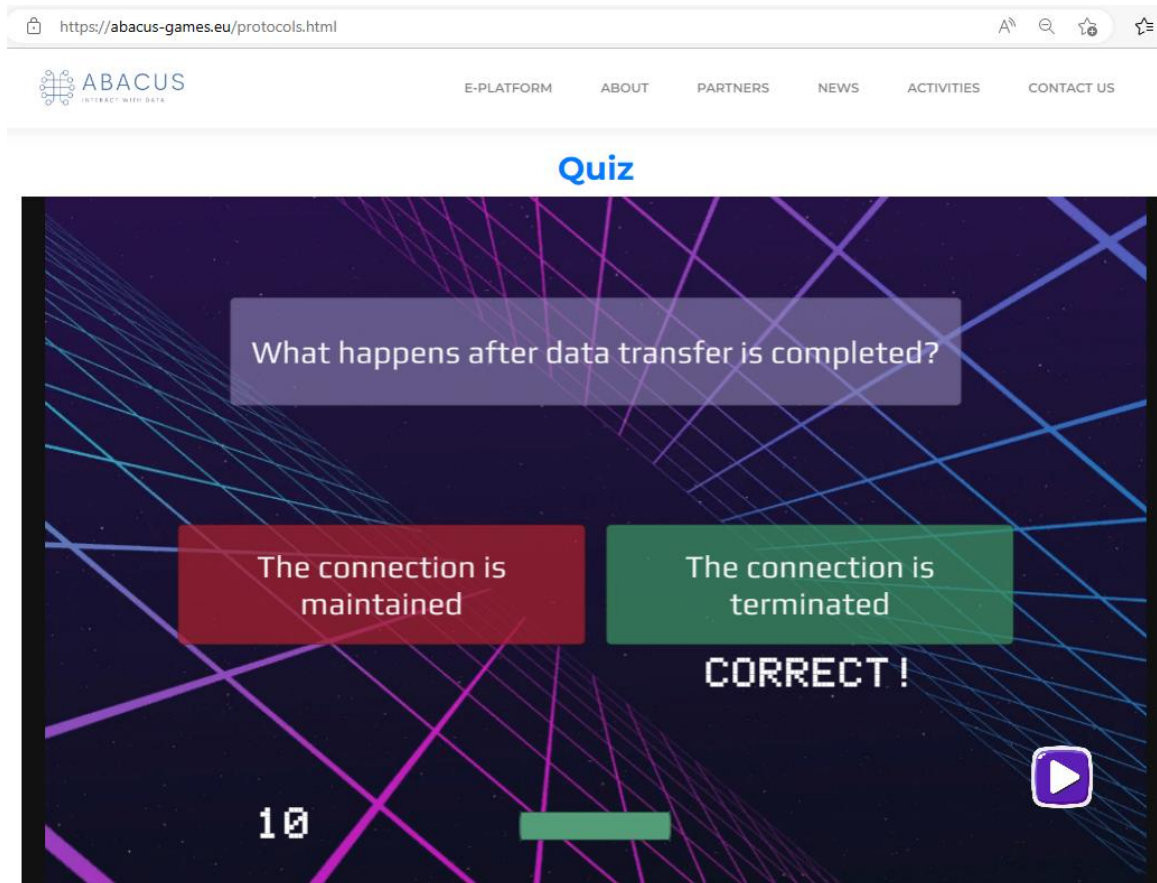 https://abacus-games.eu/protocols.html
ABACUS
INTERACT WITH DATA
E-PLATFORM ABOUT PARTNERS NEWS ACTIVITIES CONTACT US
Quiz
What happens after data transfer is completed?
The connection is
maintained
The connection is
terminated
CORRECT!
10